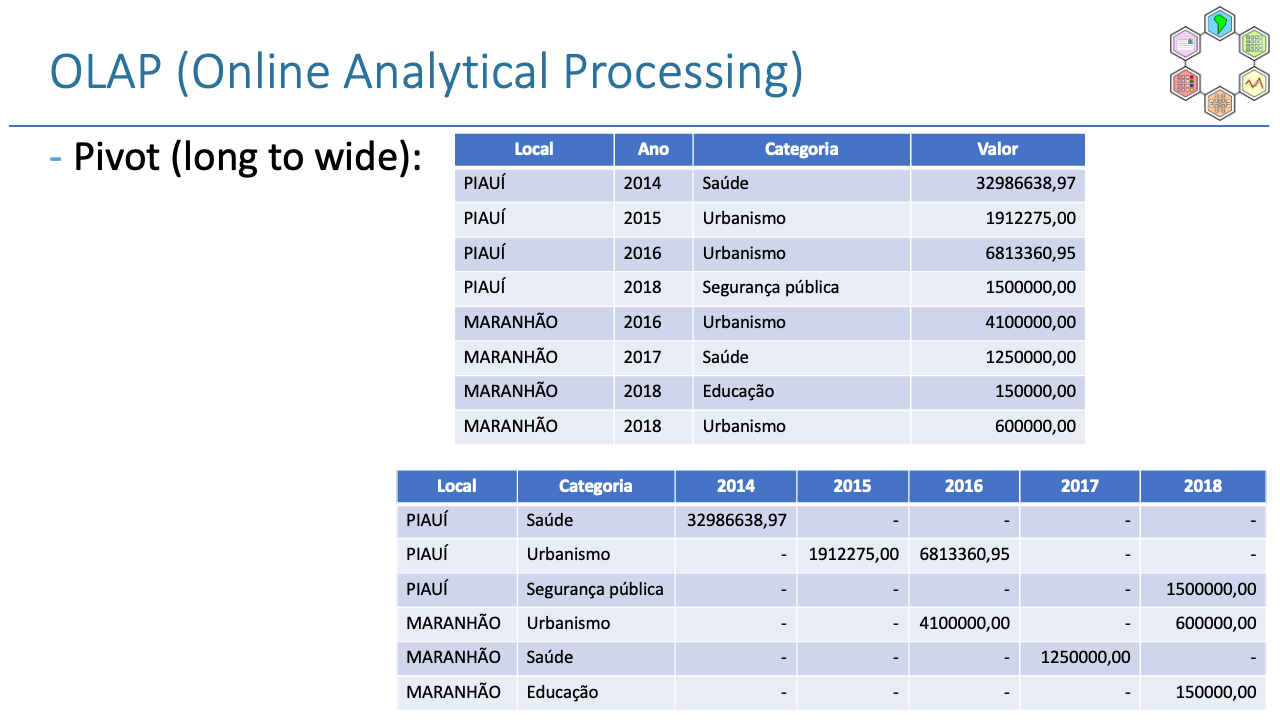 OLAP (Online Analytical Processing)
- Pivot (long to wide):
Local Ano Categoria Valor
PIAUÍ 2014 Saúde 32986638,97
PIAUÍ 2015 Urbanismo 1912275,00
PIAUÍ 2016 Urbanismo 6813360,95
PIAUÍ 2018 Segurança pública 1500000,00
MARANHÃO 2016 Urbanismo 4100000,00
MARANHÃO 2017 Saúde 1250000,00
MARANHÃO 2018 Educação 150000,00
MARANHÃO 2018 Urbanismo 600000,00
Local Categoria 2014 2015 2016 2017 2018
PIAUÍ Saúde 32986638,97 - - - -
PIAUÍ Urbanismo - 1912275,00 6813360,95 - -
PIAUÍ Segurança pública - - - - 1500000,00
MARANHÃO Urbanismo - - 4100000,00 - 600000,00
MARANHÃO Saúde - - - 1250000,00 -
MARANHÃO Educação - - - - 150000,00